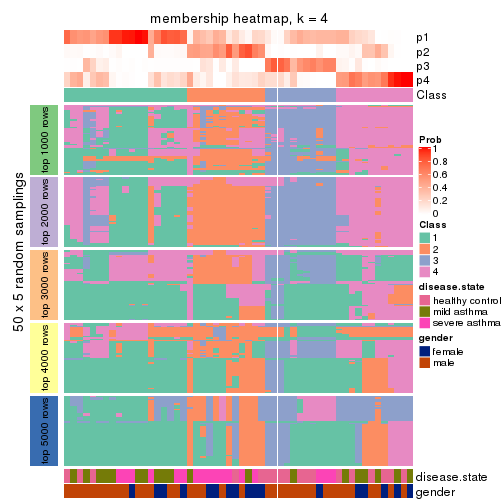 membership heatmap, k = 4
p1
p2
p3
p4
Class
50 x 5 random samplings
top 1000 rows
top 2000 rows
top 3000 rows
top 4000 rows
top 5000 rows
disease.state
gender
Prob
1
0.8
0.6
0.4
0.2
0
Class
1
2
3
4
disease.state
healthy control
mild asthma
severe asthma
gender
female
male